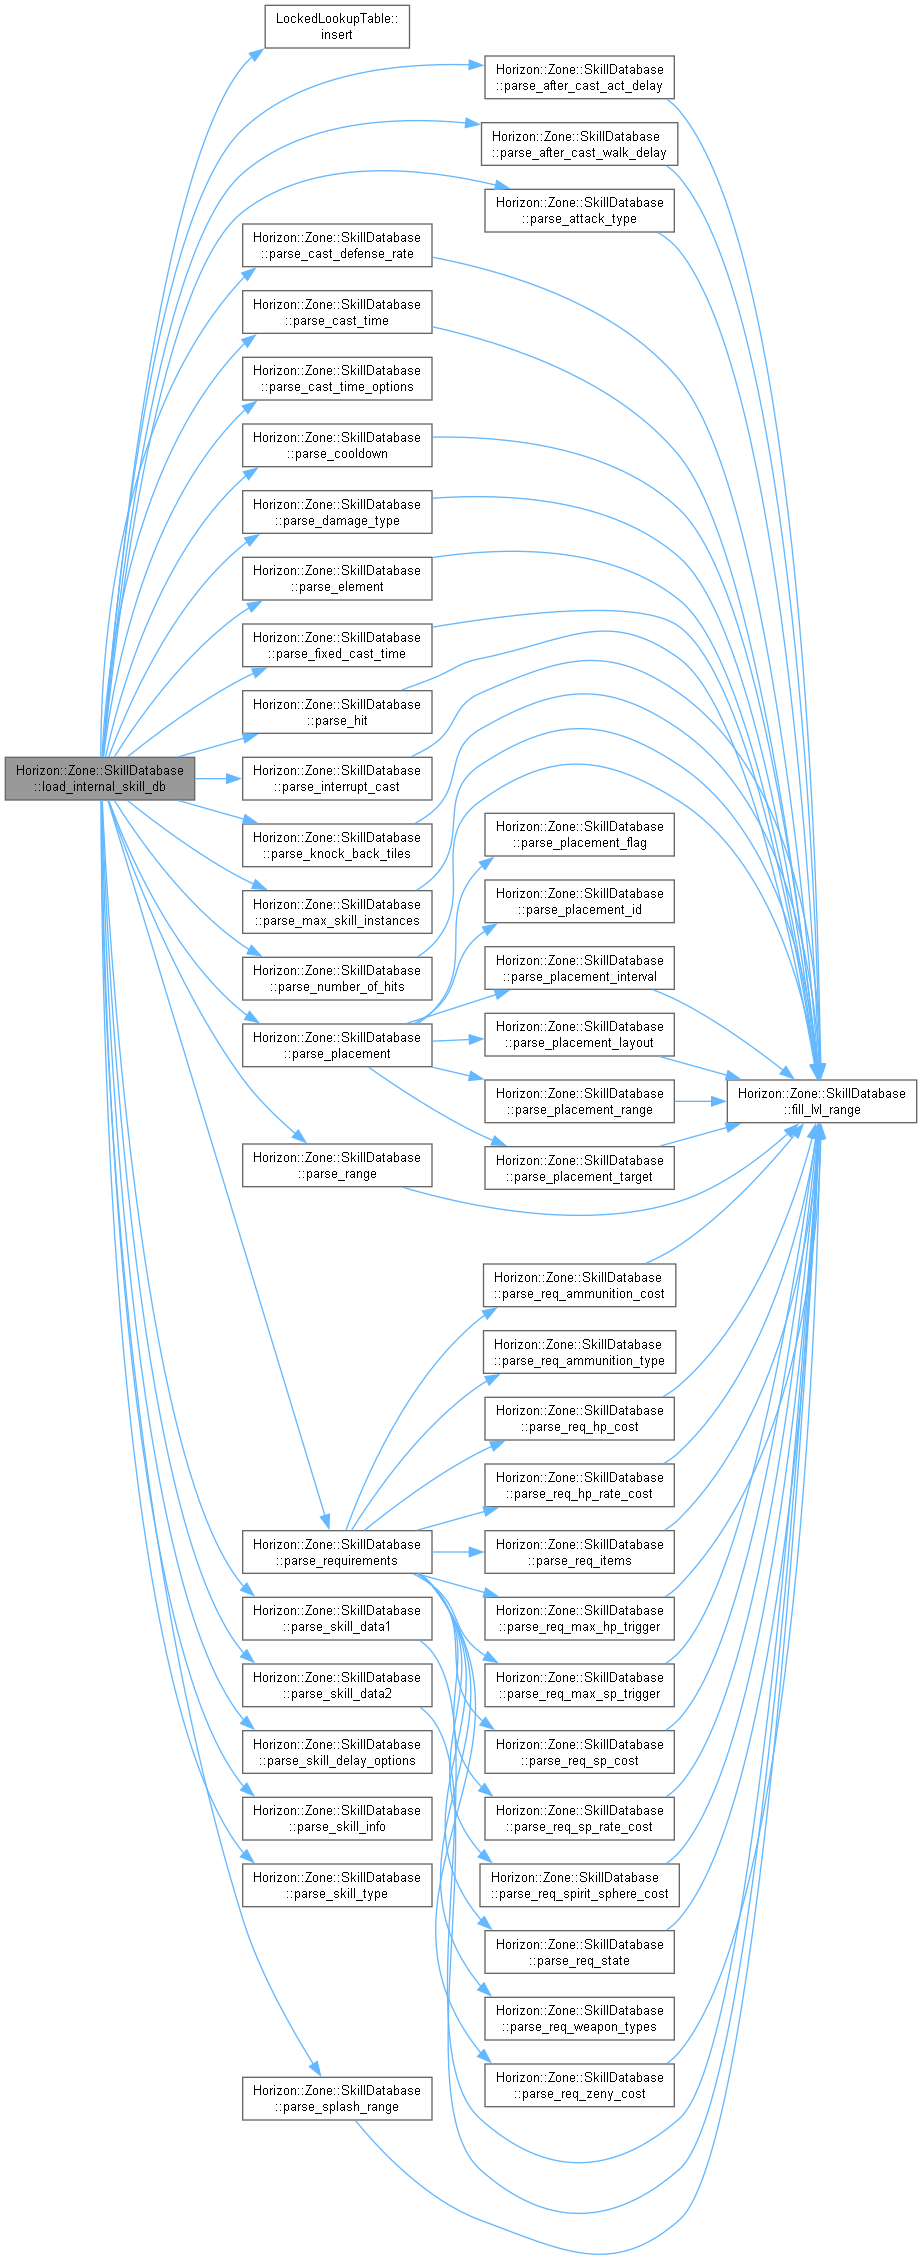 LockedLookupTable::
insert
Horizon::Zone::SkillDatabase
::parse_after_cast_act_delay
Horizon::Zone::SkillDatabase
::parse_after_cast_walk_delay
Horizon::Zone::SkillDatabase
::parse_attack_type
Horizon::Zone::SkillDatabase
::parse_cast_defense_rate
Horizon::Zone::SkillDatabase
::parse_cast_time
Horizon::Zone::SkillDatabase
::parse_cast_time_options
Horizon::Zone::SkillDatabase
::parse_cooldown
Horizon::Zone::SkillDatabase
::parse_damage_type
Horizon::Zone::SkillDatabase
::parse_element
Horizon::Zone::SkillDatabase
::parse_fixed_cast_time
Horizon::Zone::SkillDatabase
::parse_hit
Horizon::Zone::SkillDatabase
::load_internal_skill_db
Horizon::Zone::SkillDatabase
::parse_interrupt_cast
Horizon::Zone::SkillDatabase
::parse_knock_back_tiles
Horizon::Zone::SkillDatabase
::parse_placement_flag
Horizon::Zone::SkillDatabase
::parse_max_skill_instances
Horizon::Zone::SkillDatabase
::parse_placement_id
Horizon::Zone::SkillDatabase
::parse_number_of_hits
Horizon::Zone::SkillDatabase
::parse_placement_interval
Horizon::Zone::SkillDatabase
::parse_placement
Horizon::Zone::SkillDatabase
::parse_placement_layout
Horizon::Zone::SkillDatabase
::parse_placement_range
Horizon::Zone::SkillDatabase
::fill_lvl_range
Horizon::Zone::SkillDatabase
::parse_range
Horizon::Zone::SkillDatabase
::parse_placement_target
Horizon::Zone::SkillDatabase
::parse_req_ammunition_cost
Horizon::Zone::SkillDatabase
::parse_req_ammunition_type
Horizon::Zone::SkillDatabase
::parse_req_hp_cost
Horizon::Zone::SkillDatabase
::parse_req_hp_rate_cost
Horizon::Zone::SkillDatabase
::parse_requirements
Horizon::Zone::SkillDatabase
::parse_req_items
Horizon::Zone::SkillDatabase
::parse_skill_data1
Horizon::Zone::SkillDatabase
::parse_req_max_hp_trigger
Horizon::Zone::SkillDatabase
::parse_skill_data2
Horizon::Zone::SkillDatabase
::parse_req_max_sp_trigger
Horizon::Zone::SkillDatabase
::parse_skill_delay_options
Horizon::Zone::SkillDatabase
::parse_req_sp_cost
Horizon::Zone::SkillDatabase
::parse_skill_info
Horizon::Zone::SkillDatabase
::parse_req_sp_rate_cost
Horizon::Zone::SkillDatabase
::parse_skill_type
Horizon::Zone::SkillDatabase
::parse_req_spirit_sphere_cost
Horizon::Zone::SkillDatabase
::parse_req_state
Horizon::Zone::SkillDatabase
::parse_req_weapon_types
Horizon::Zone::SkillDatabase
::parse_splash_range
Horizon::Zone::SkillDatabase
::parse_req_zeny_cost